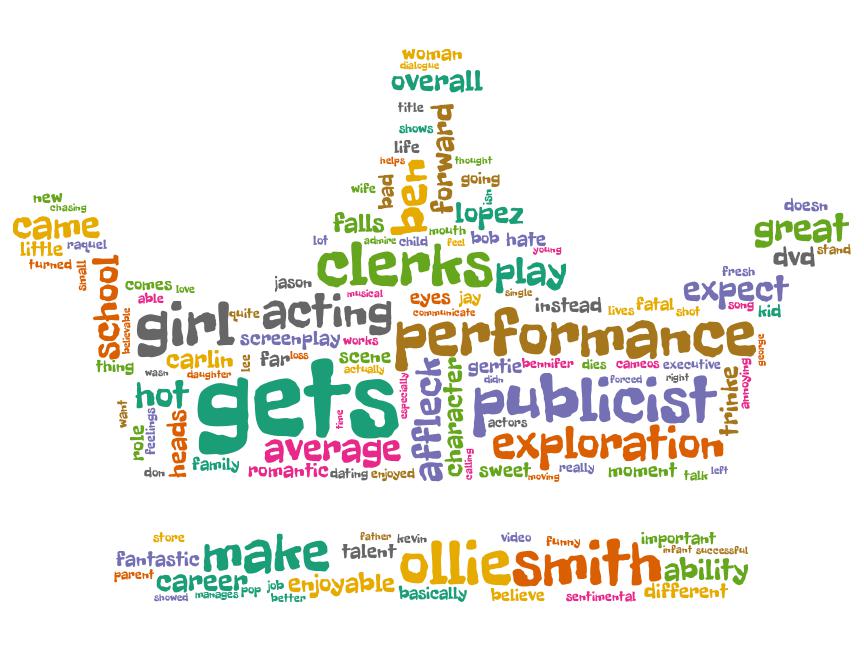 woman
dialogue
overall
title
forward
shows
life
helps
thought
ben
bad
going
wife
isn
new
chasing
came
little
raquel
turned
small
falls
lopez
mouth
lot
admire
child
feel
bob
hate
young
doesn
great
dvd
stand
clerks
play
school
comes
love
able
believable
jason
musical
eyes
jay
single
communicate
instead
lives
fatal
shot
fresh
expect
song
kid
girl
quite
acting
screenplay
works
performance
george
thing
wasn
carlin
daughter
lee
far
loss
scene
actually
gertie
bennifer
dies
cameos
executive
didn
forced
right
trinke
annoying
want
hot
role
feelings
heads
gets
time
especially
affleck
character
calling
publicist
actors
average
exploration
don
family
romantic
dating
enjoyed
sweet
moving
really
moment
talk
left
store
fantastic
make
talent
father
kevin
video
funny
important
infant
successful
parent
career
showed
manages
pop
job
better
enjoyable
ollie
smith
ability
basically
believe
sentimental
different